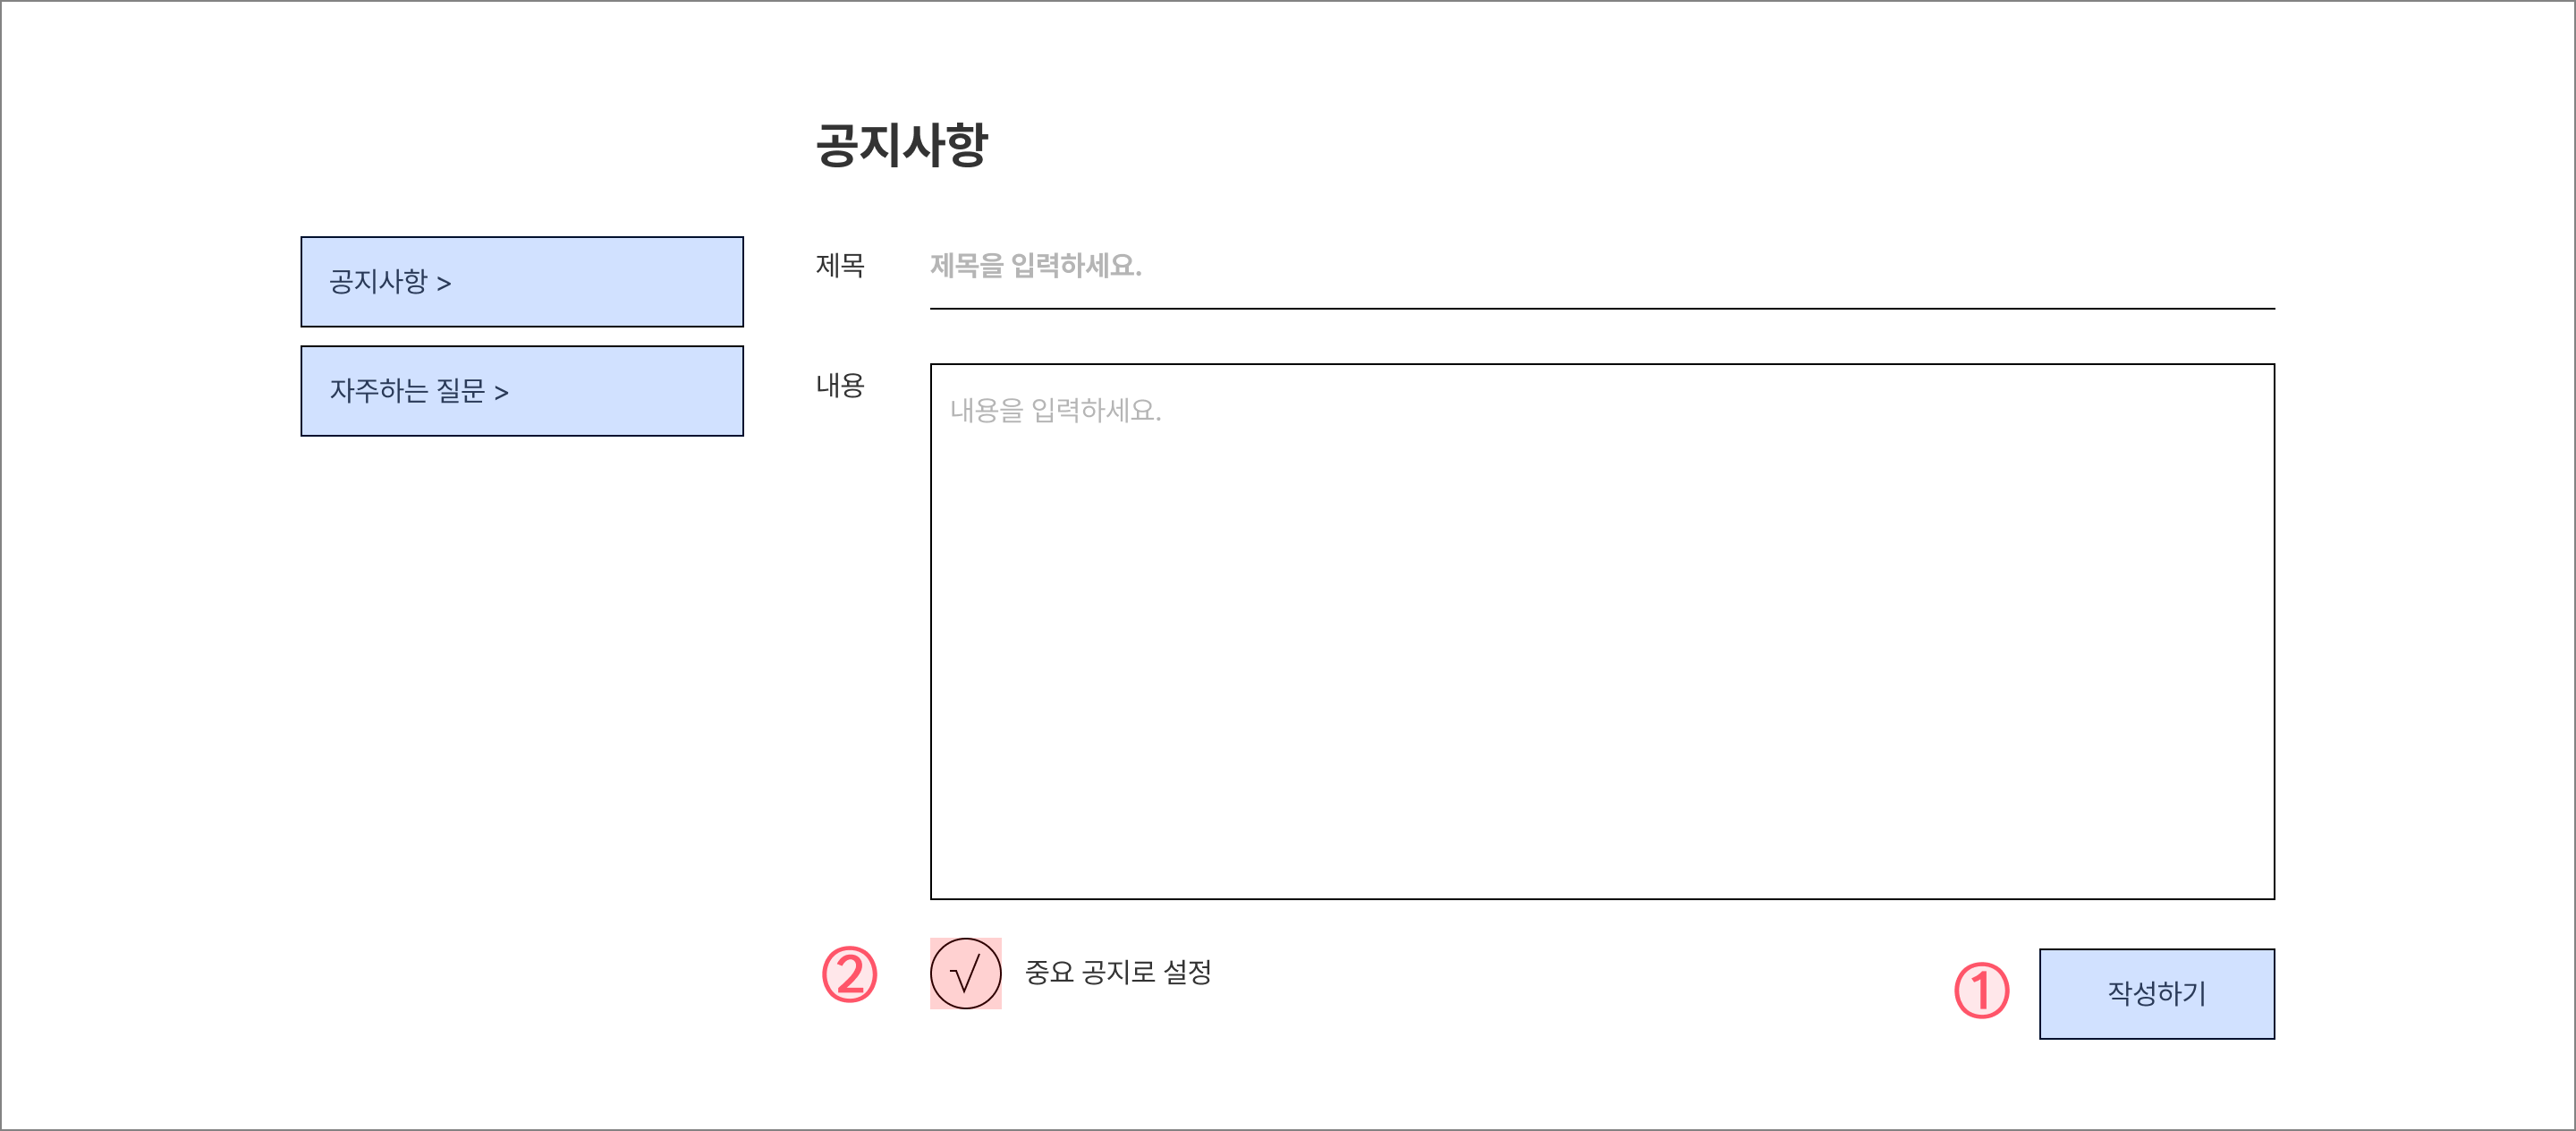 공지사항
공지사항 >
자주하는 질문 >
제목
제목을 입력하세요.
내용
내용을 입력하세요.
② √ 중요 공지로 설정
① 작성하기